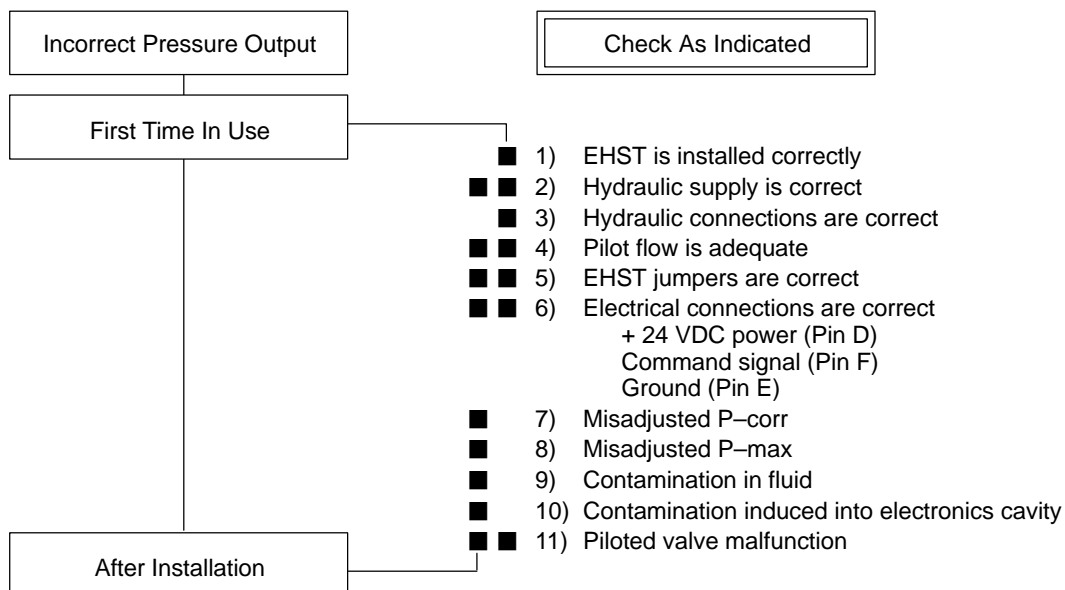 Incorrect Pressure Output
Check As Indicated
First Time In Use
1) EHST is installed correctly
2) Hydraulic supply is correct
3) Hydraulic connections are correct
4) Pilot flow is adequate
5) EHST jumpers are correct
6) Electrical connections are correct
+ 24 VDC power (Pin D)
Command signal (Pin F)
Ground (Pin E)
7) Misadjusted P–corr
8) Misadjusted P–max
9) Contamination in fluid
10) Contamination induced into electronics cavity
11) Piloted valve malfunction
After Installation